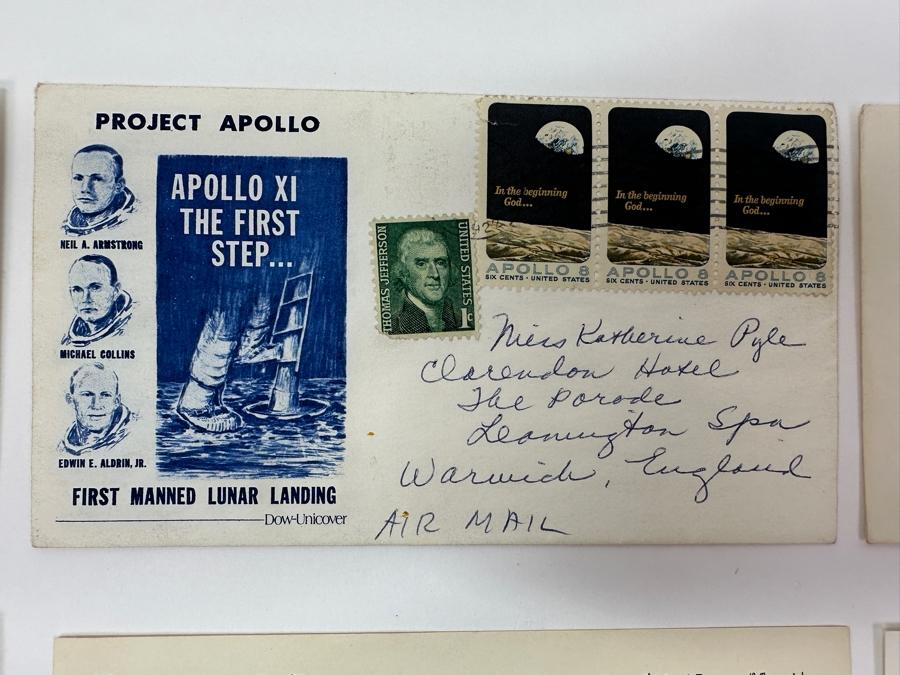 PROJECT APOLLO
NEIL A. ARMSTRONG
MICHAEL COLLINS
EDWIN E. ALDRIN, JR.
APOLLO XI
THE FIRST
STEP...
FIRST MANNED LUNAR LANDING
Dow-Unicover
THOMAS JEFFERSON
UNITED STATES
1c
In the beginning
God...
APOLLO 8
SIX CENTS · UNITED STATES
In the beginning
God...
APOLLO 8
SIX CENTS · UNITED STATES
In the beginning
God...
APOLLO 8
SIX CENTS · UNITED STATES
Miss Katherine Pyle
Clarendon Hotel
The Parade
Leamington Spa
Warwick, England
AIR MAIL